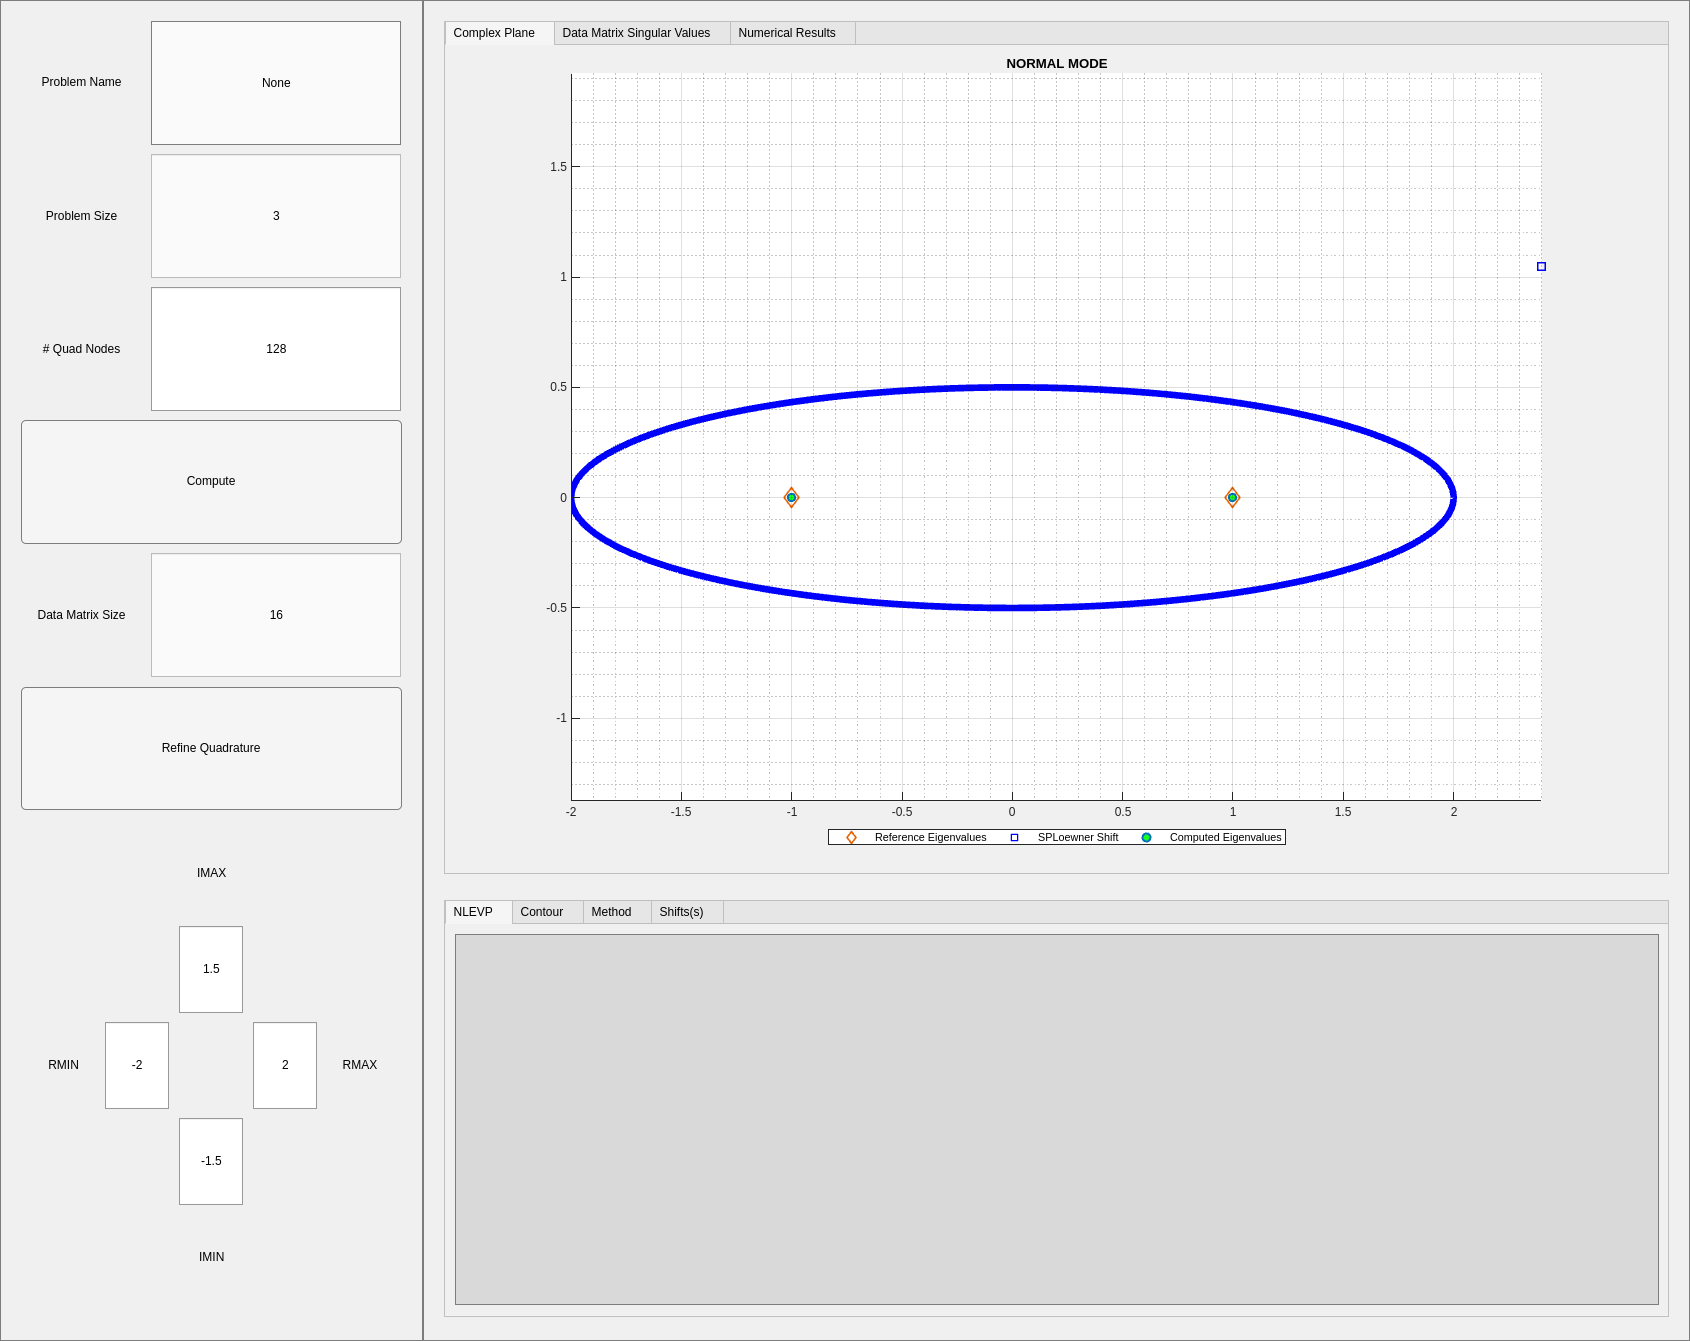 Problem Name
None
Problem Size
3
# Quad Nodes
128
Compute
Data Matrix Size
16
Refine Quadrature
IMAX
1.5
RMIN
-2
2
RMAX
-1.5
IMIN
Complex Plane
Data Matrix Singular Values
Numerical Results
NORMAL MODE
1.5
1
0.5
0
-0.5
-1
-2
-1.5
-1
-0.5
0
0.5
1
1.5
2
Reference Eigenvalues
SPLoewner Shift
Computed Eigenvalues
NLEVP
Contour
Method
Shifts(s)